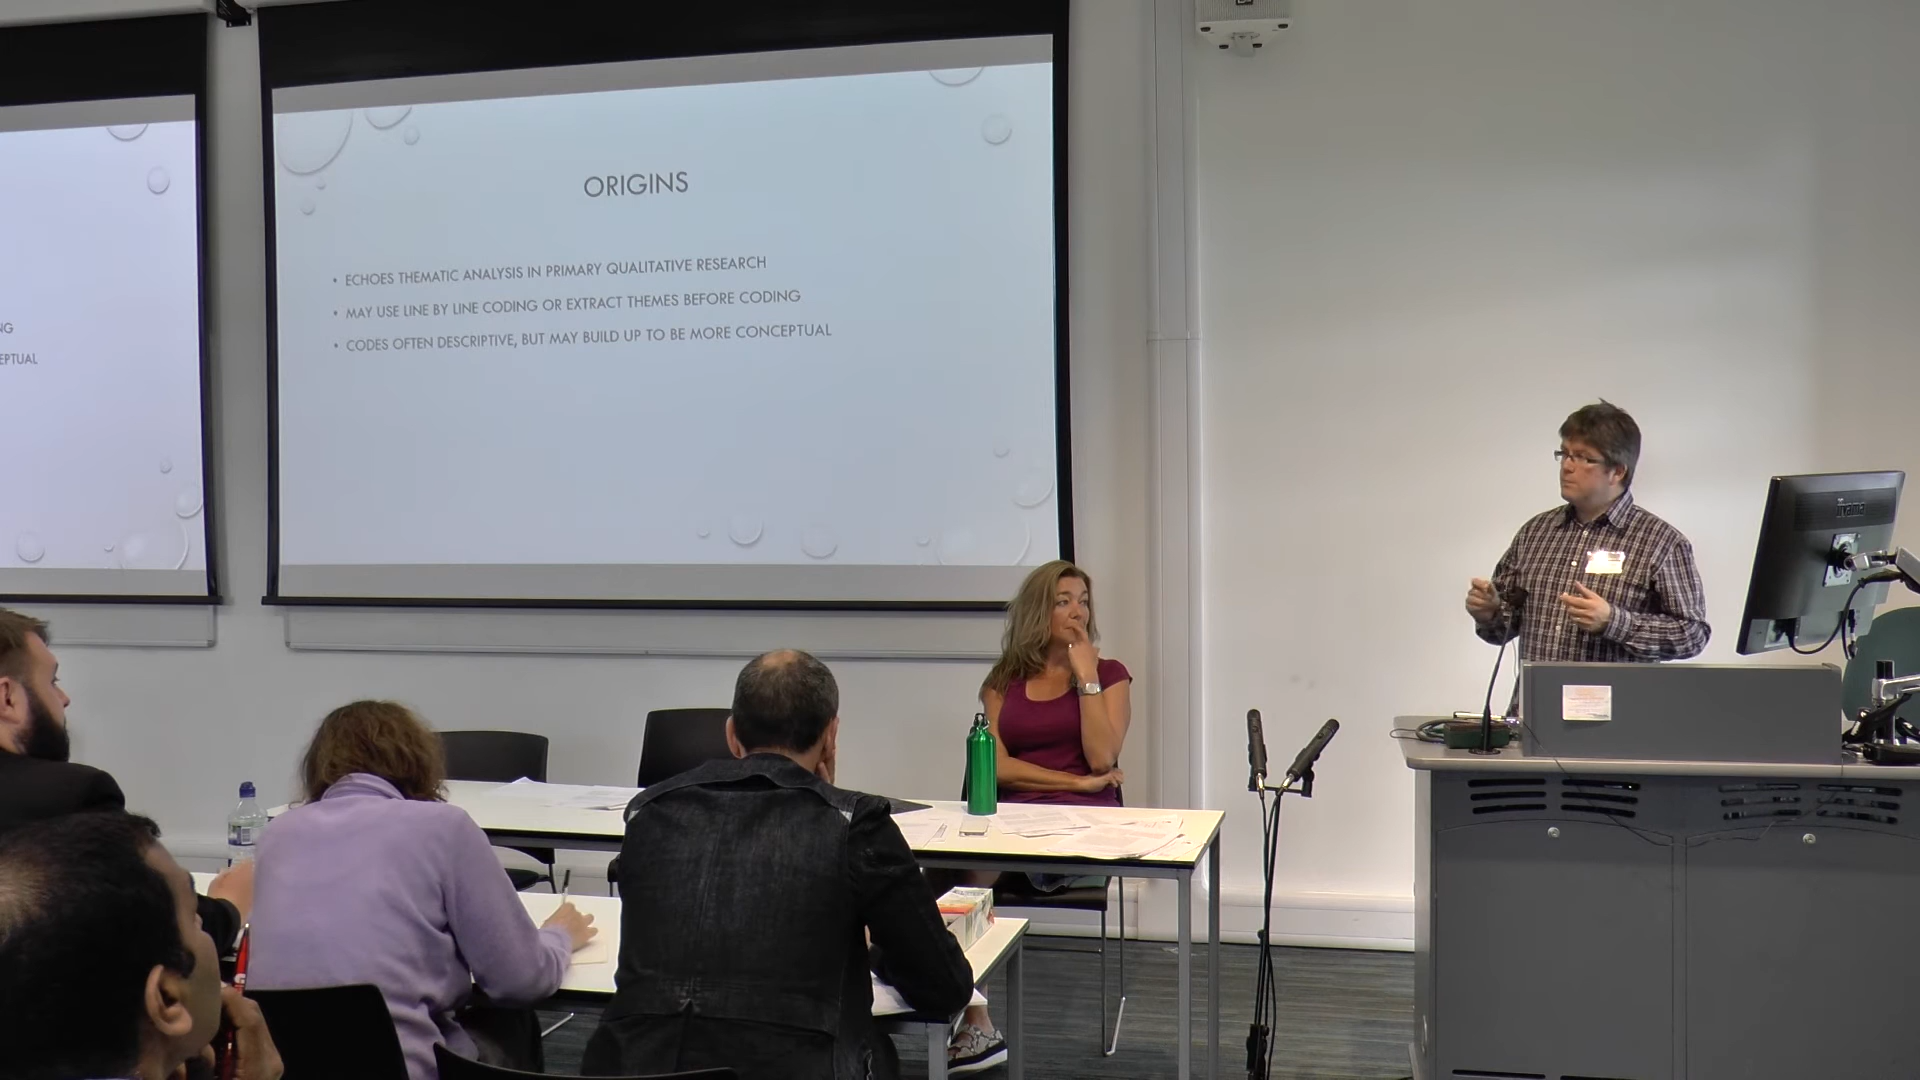 NG
EPTUAL
ORIGINS
• ECHOES THEMATIC ANALYSIS IN PRIMARY QUALITATIVE RESEARCH
• MAY USE LINE BY LINE CODING OR EXTRACT THEMES BEFORE CODING
• CODES OFTEN DESCRIPTIVE, BUT MAY BUILD UP TO BE MORE CONCEPTUAL
iiyama